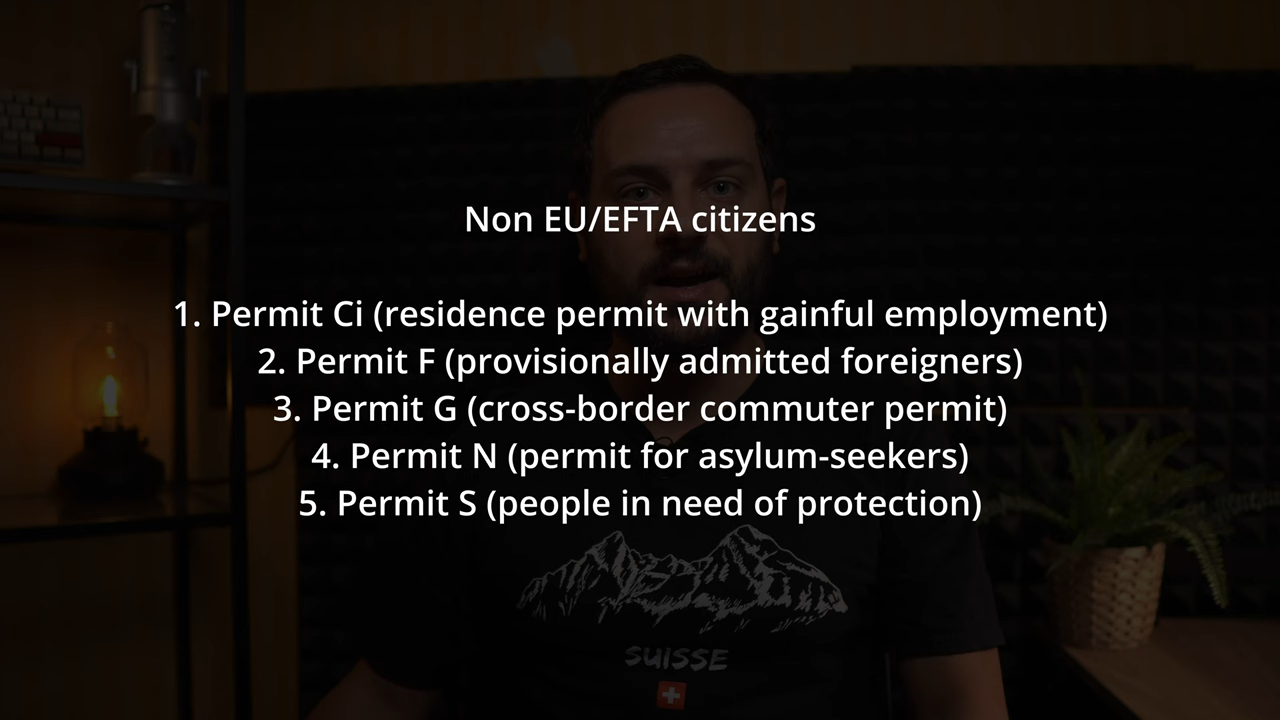 Non EU/EFTA citizens
1. Permit Ci (residence permit with gainful employment)
2. Permit F (provisionally admitted foreigners)
3. Permit G (cross-border commuter permit)
4. Permit N (permit for asylum-seekers)
5. Permit S (people in need of protection)
SUISSE